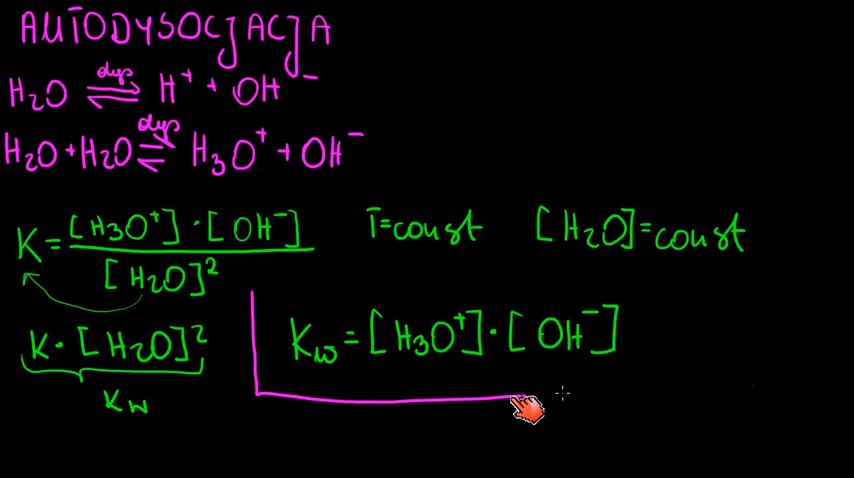 AUTODYSOCJACJA
H₂O ⇌ H⁺ + OH⁻
dys
H₂O + H₂O ⇌ H₃O⁺ + OH⁻
dys
K = [H₃O⁺] · [OH⁻] / [H₂O]² T=const [H₂O]=const
K · [H₂O]² Kw = [H₃O⁺] · [OH⁻]
Kw